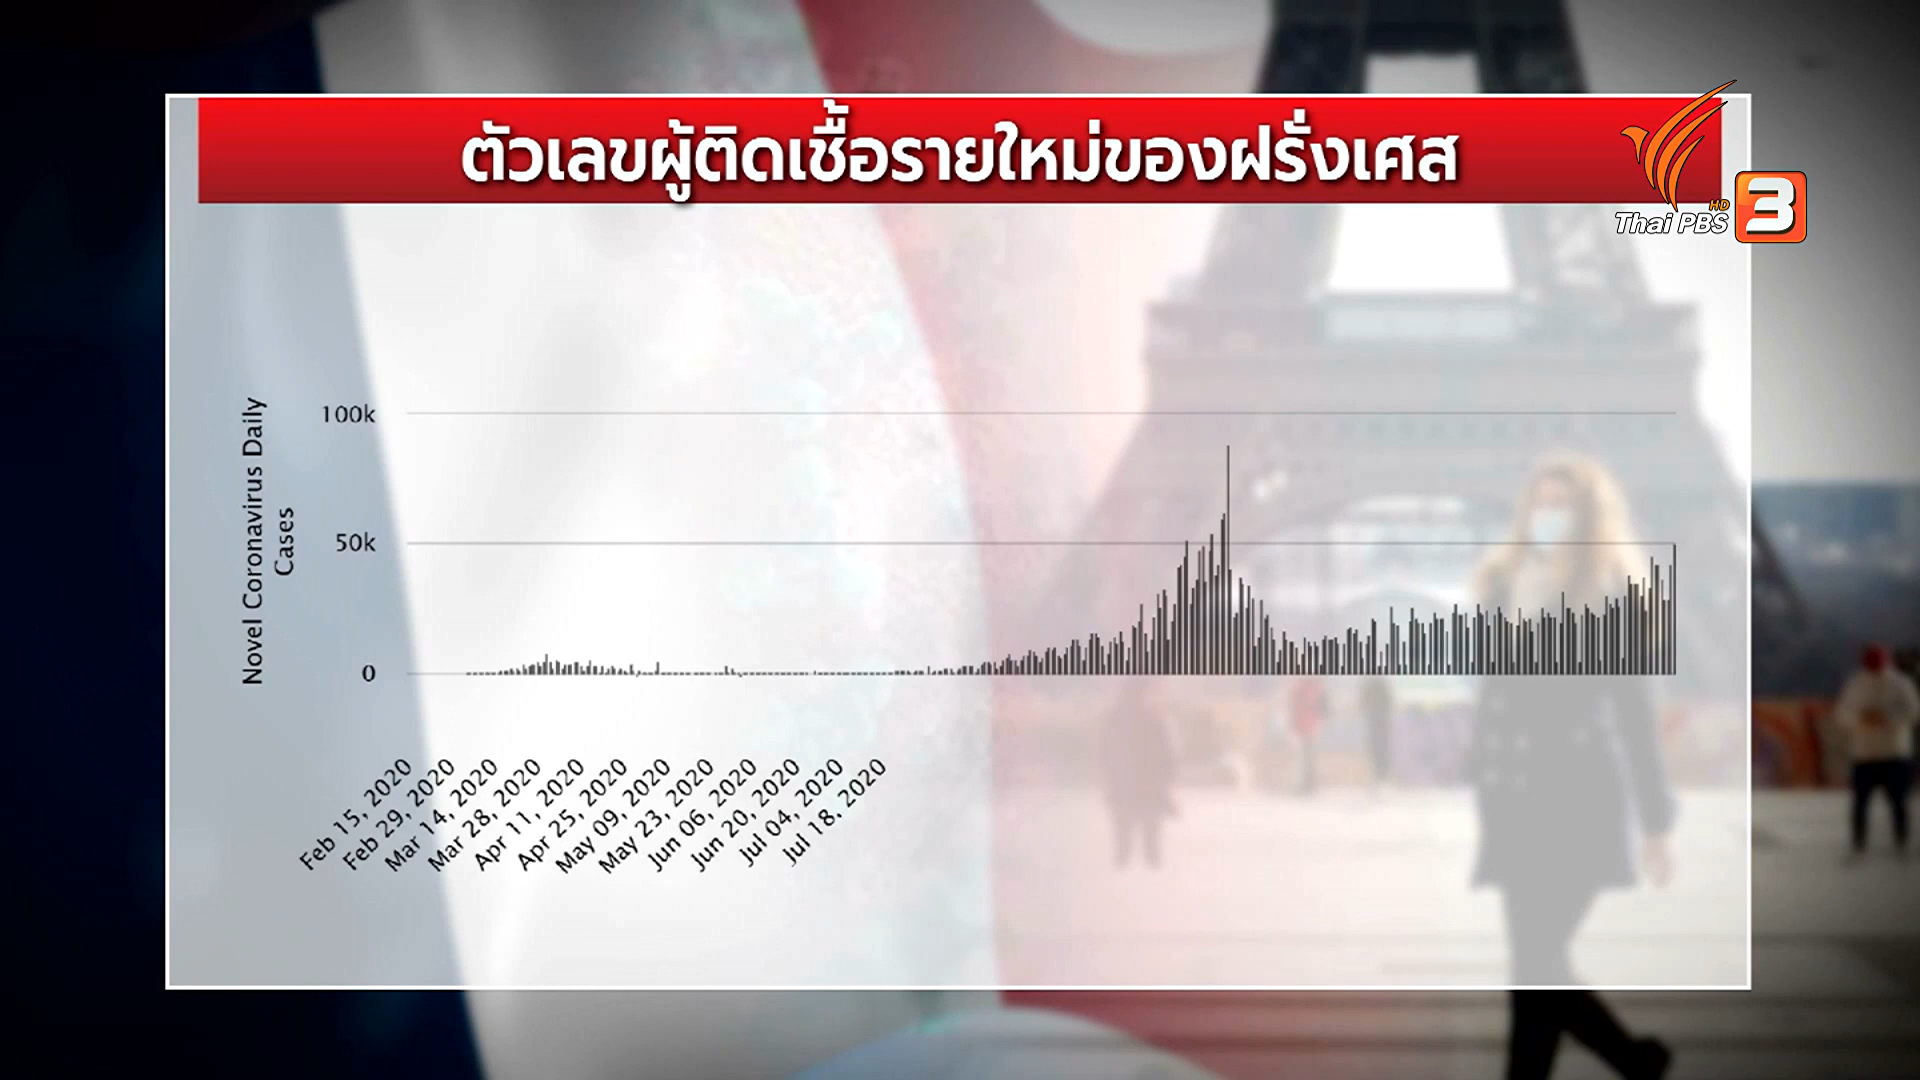 ตัวเลขผู้ติดเชื้อรายใหม่ของฝรั่งเศส
HD
Thai PBS 3
Novel Coronavirus Daily
Cases
100k
50k
0
Feb 15, 2020
Feb 29, 2020
Mar 14, 2020
Mar 28, 2020
Apr 11, 2020
Apr 25, 2020
May 09, 2020
May 23, 2020
Jun 06, 2020
Jun 20, 2020
Jul 04, 2020
Jul 18, 2020